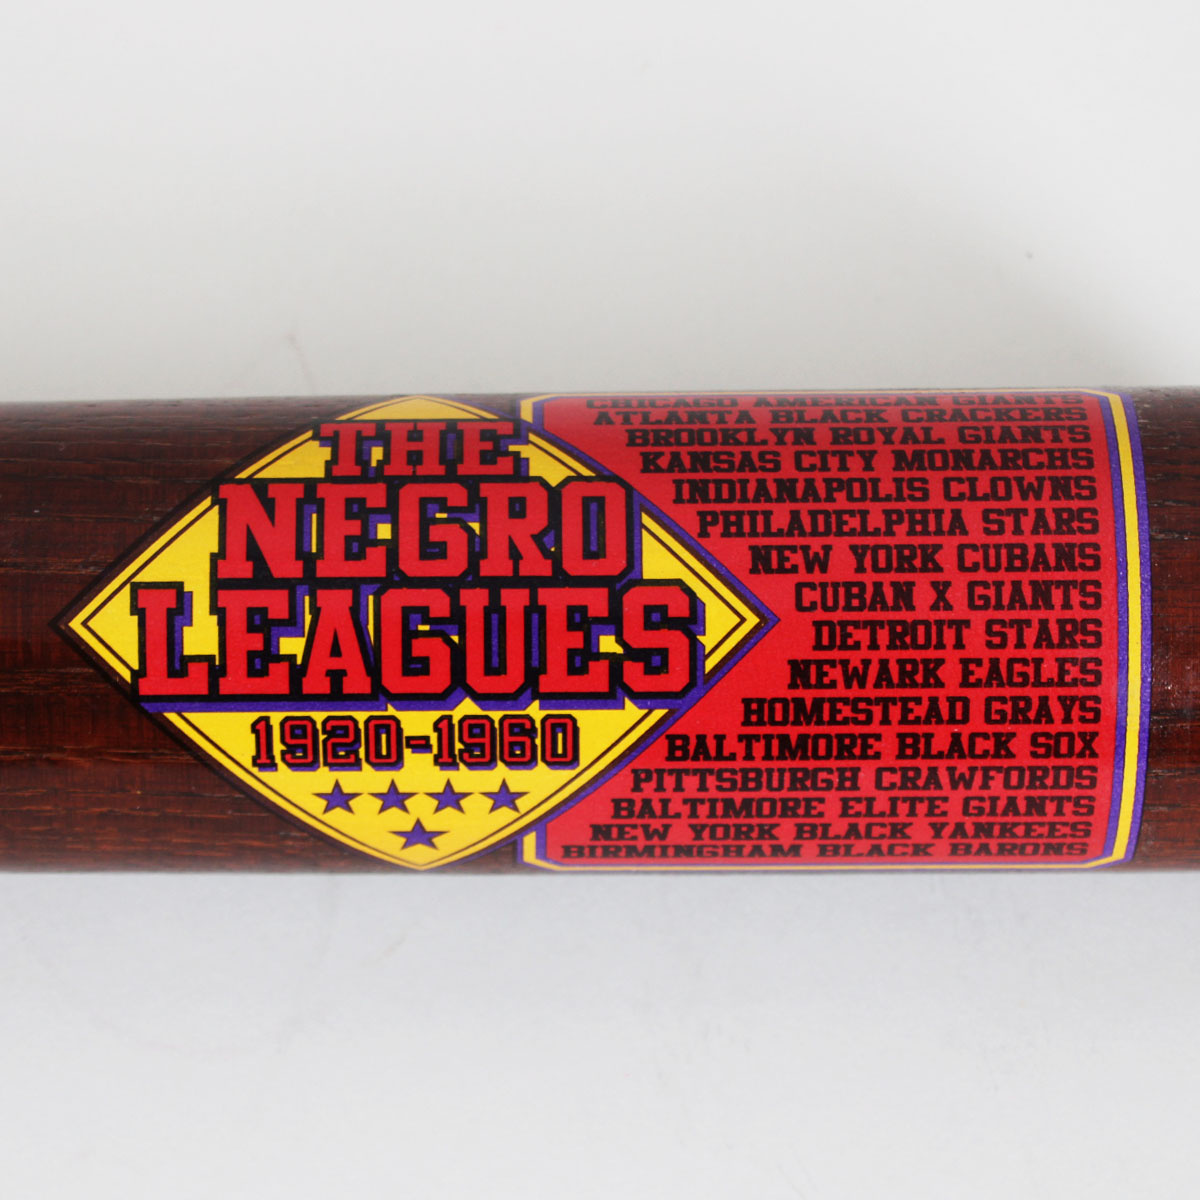 THE
NEGRO
LEAGUES
1920-1960
CHICAGO AMERICAN GIANTS
ATLANTA BLACK CRACKERS
BROOKLYN ROYAL GIANTS
KANSAS CITY MONARCHS
INDIANAPOLIS CLOWNS
PHILADELPHIA STARS
NEW YORK CUBANS
CUBAN X GIANTS
DETROIT STARS
NEWARK EAGLES
HOMESTEAD GRAYS
BALTIMORE BLACK SOX
PITTSBURGH CRAWFORDS
BALTIMORE ELITE GIANTS
NEW YORK BLACK YANKEES
BIRMINGHAM BLACK BARONS